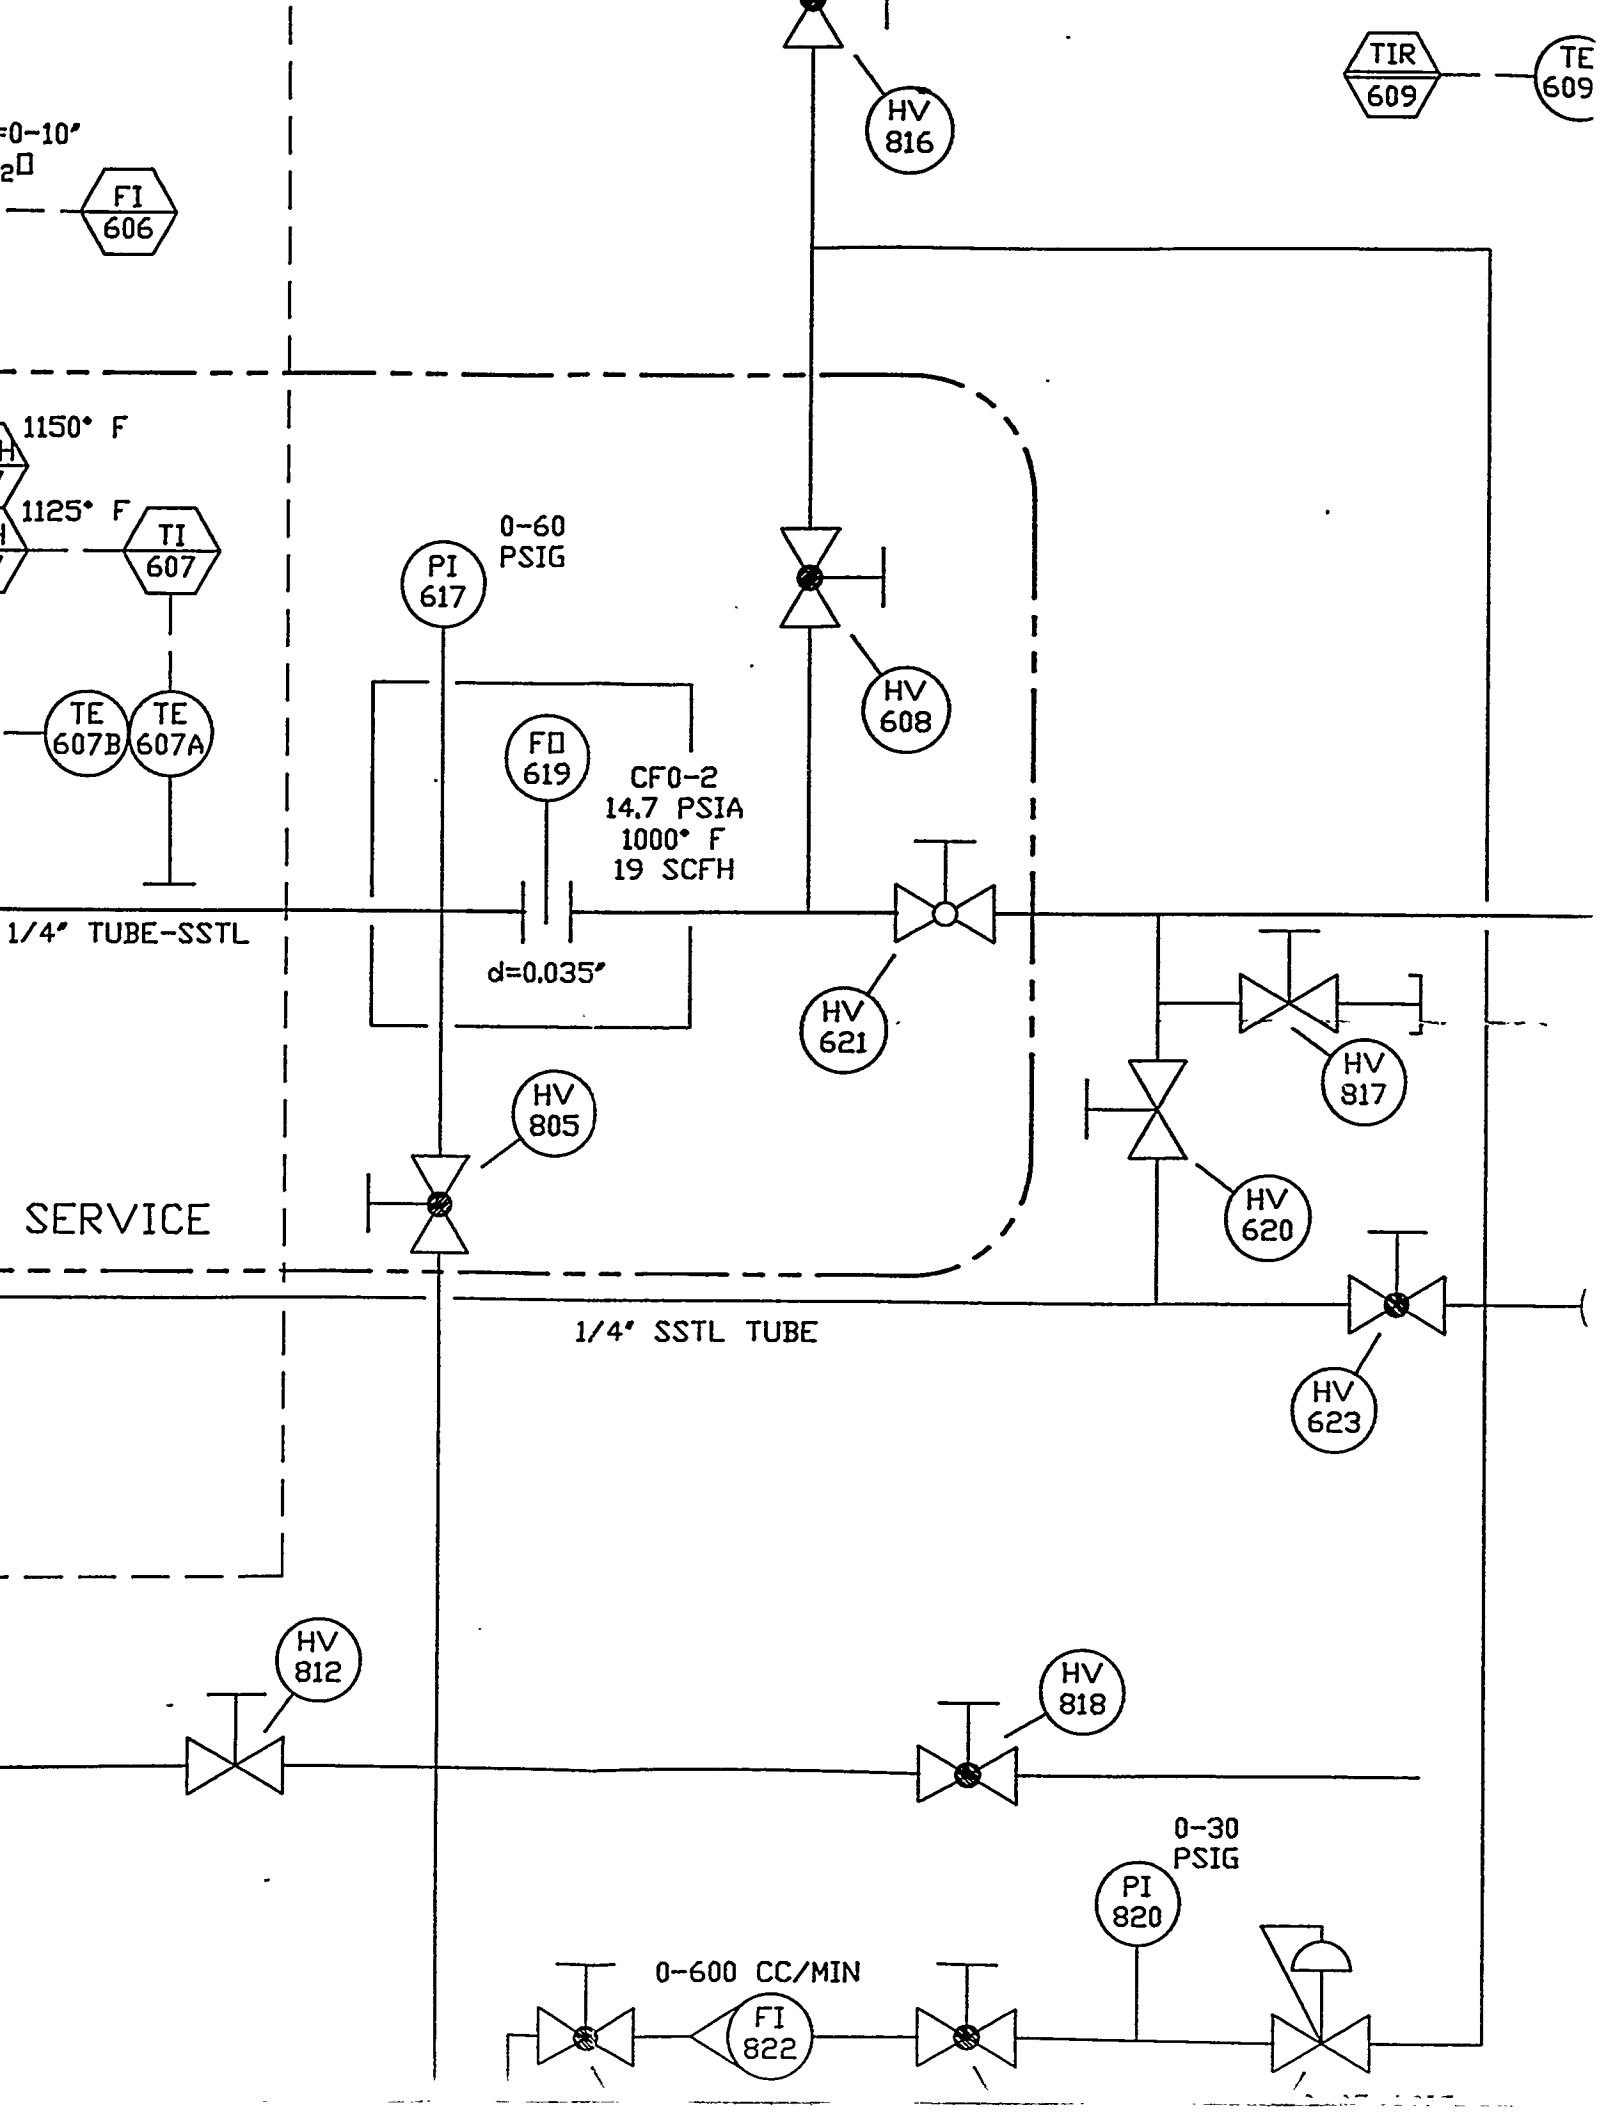 TIR
609
TE
609
HV
816
=0-10″
₂O
FI
606
1150° F
H
7
1125° F
TI
607
0-60
PSIG
PI
617
HV
608
TE
607B
TE
607A
FO
619
CFO-2
14.7 PSIA
1000° F
19 SCFH
1/4″ TUBE-SSTL
d=0.035″
HV
621
HV
817
HV
805
HV
620
SERVICE
1/4″ SSTL TUBE
HV
623
HV
812
HV
818
0-30
PSIG
PI
820
0-600 CC/MIN
FI
822